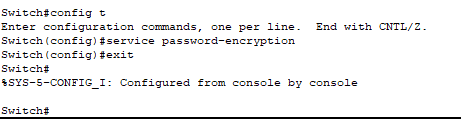 Switch#config t
Enter configuration commands, one per line.  End with CNTL/Z.
Switch(config)#service password-encryption
Switch(config)#exit
Switch#
%SYS-5-CONFIG_I: Configured from console by console
Switch#